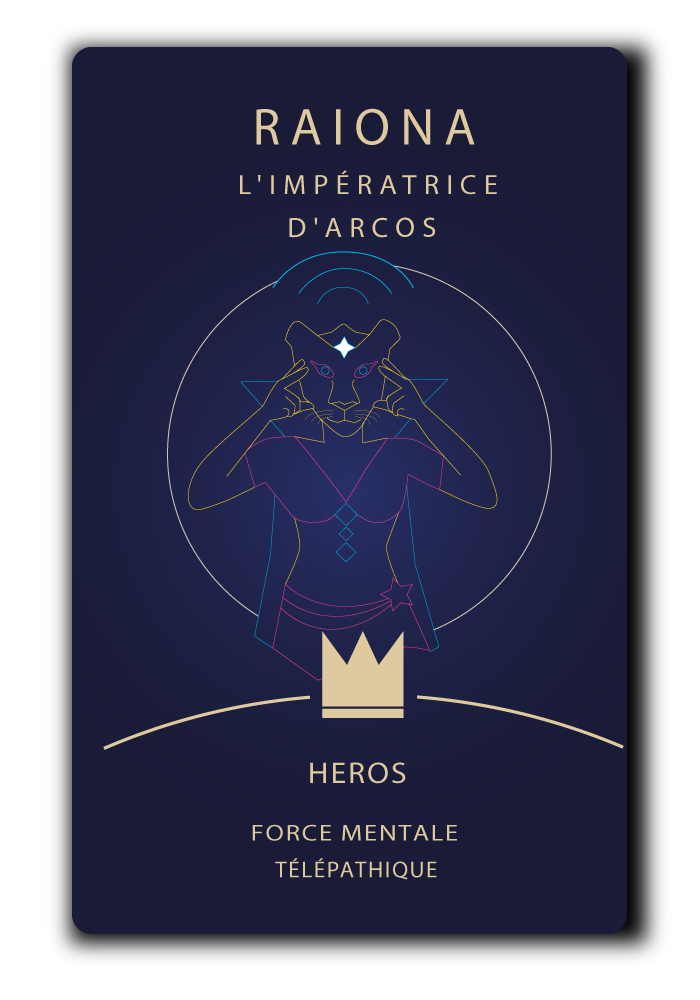 RAIONA
L'IMPÉRATRICE
D'ARCOS
HEROS
FORCE MENTALE
TÉLÉPATHIQUE